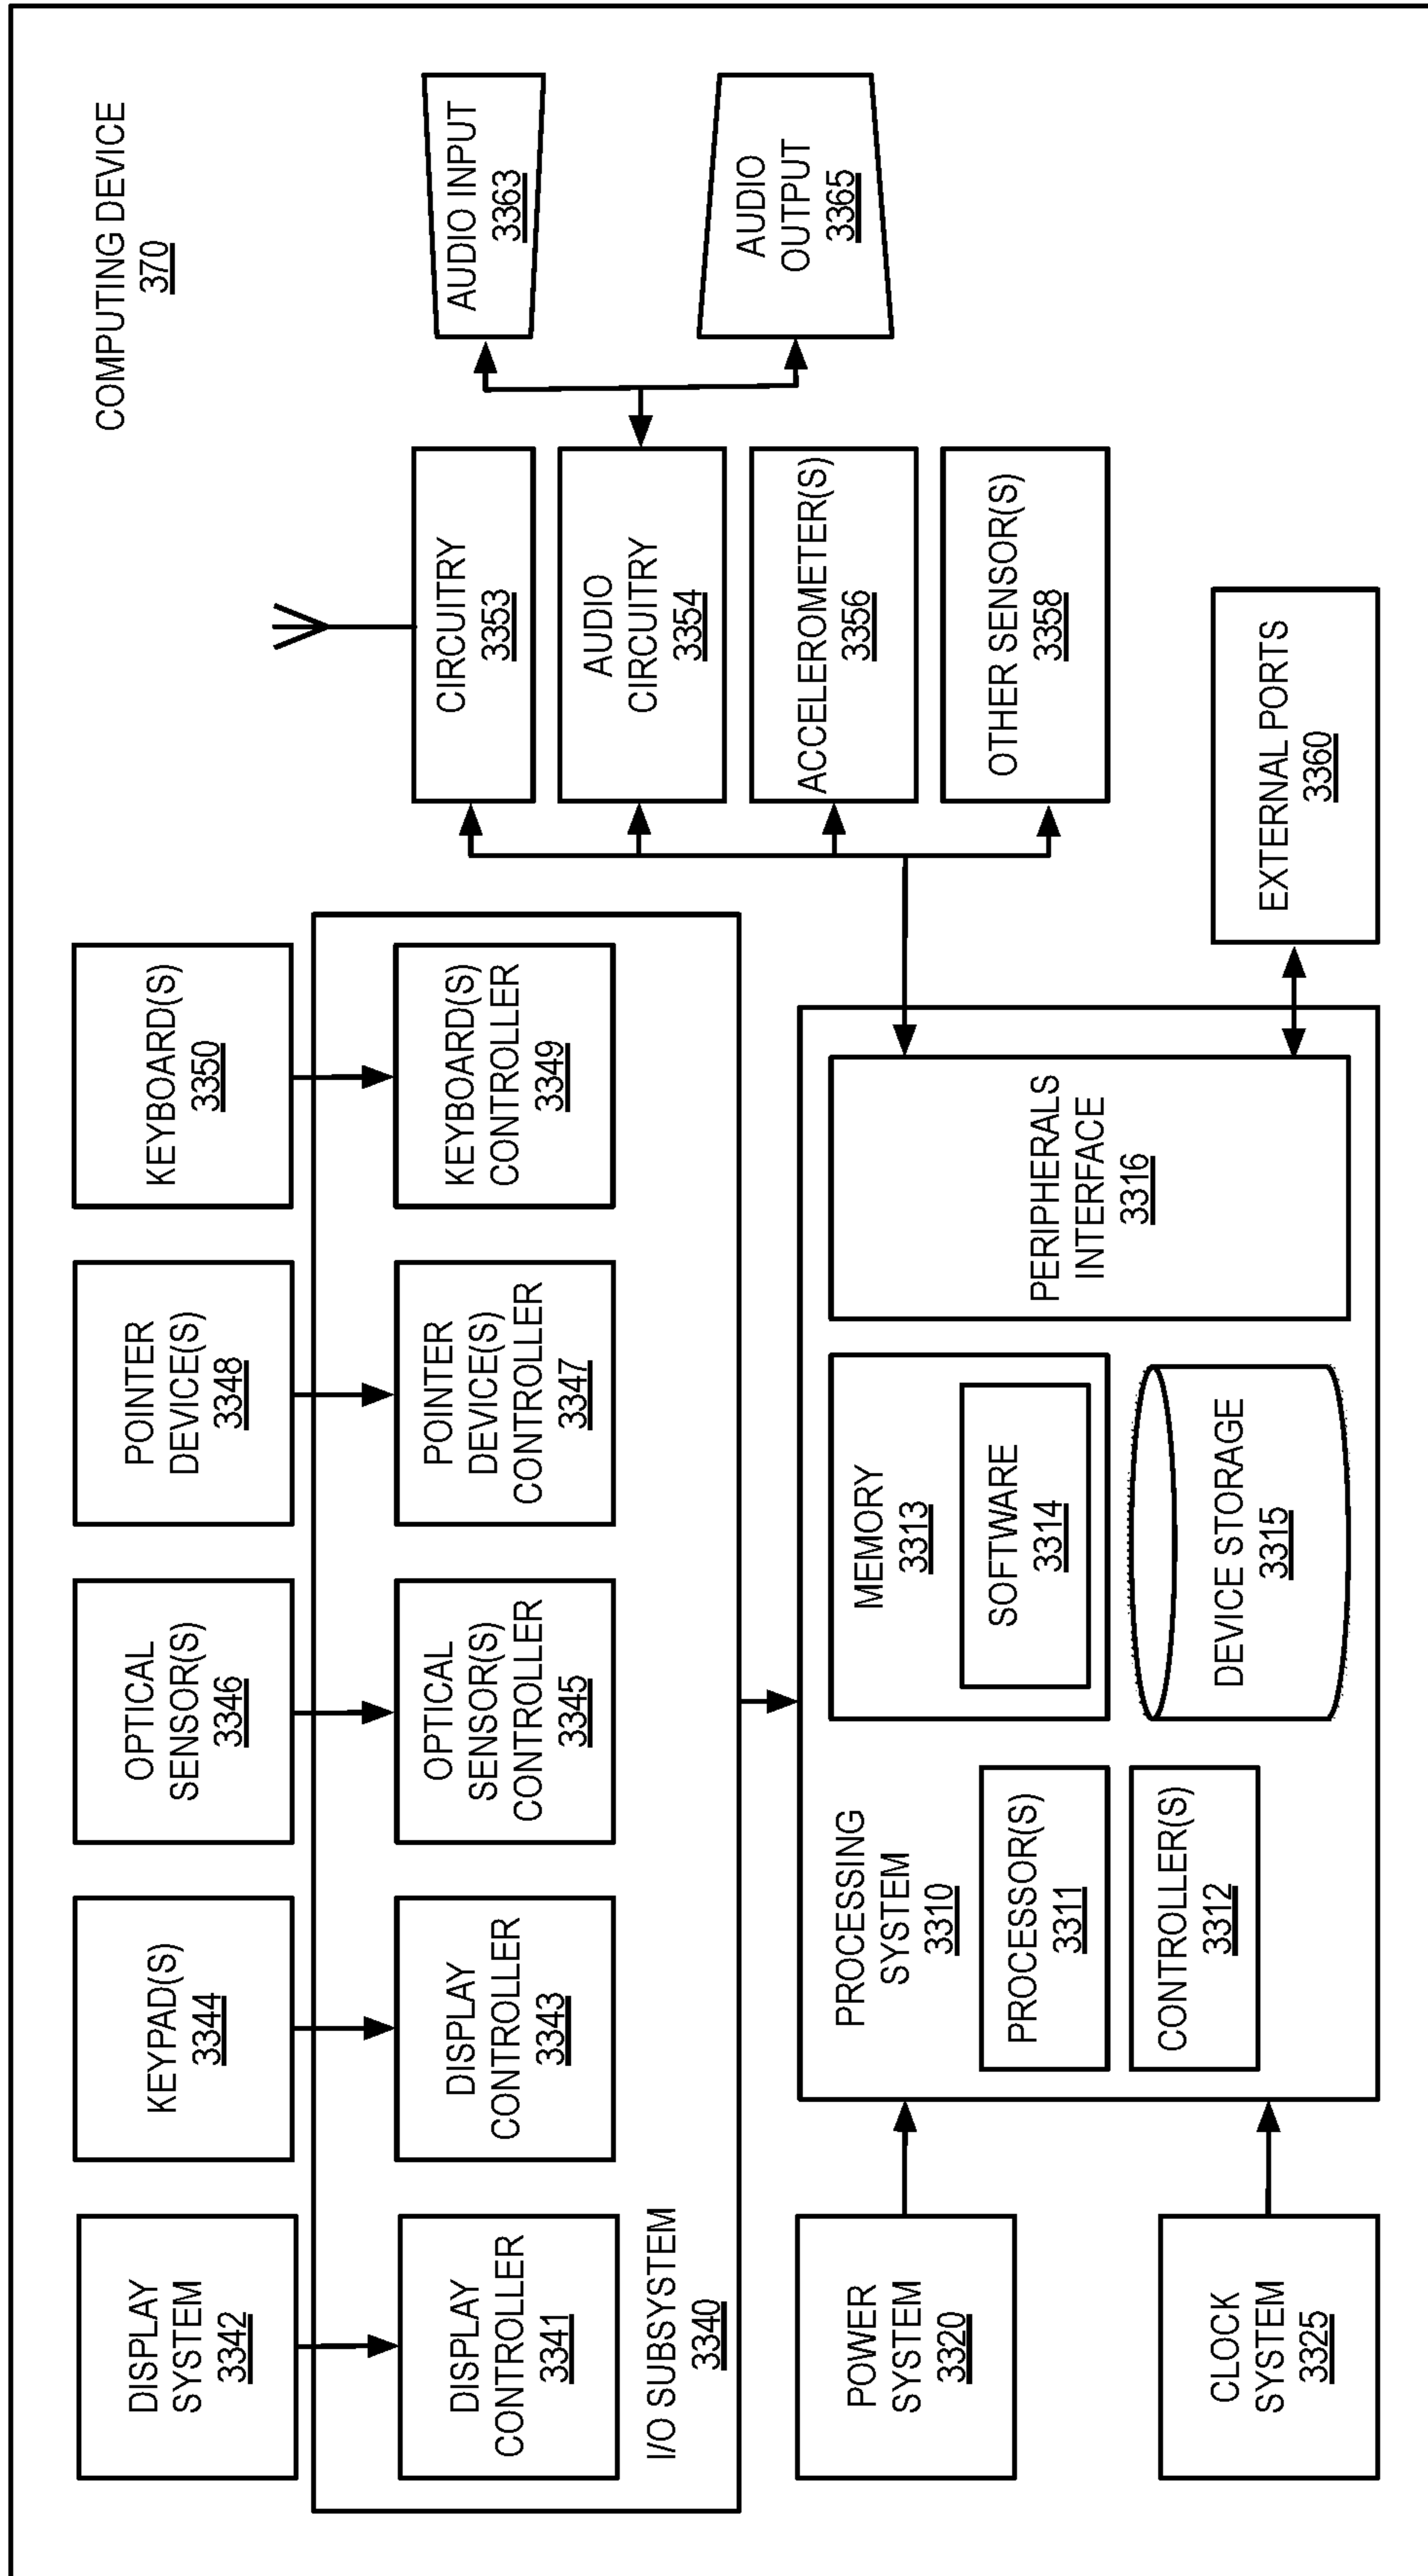 COMPUTING DEVICE
370
DISPLAY
SYSTEM
3342
KEYPAD(S)
3344
OPTICAL
SENSOR(S)
3346
POINTER
DEVICE(S)
3348
KEYBOARD(S)
3350
DISPLAY
CONTROLLER
3341
DISPLAY
CONTROLLER
3343
OPTICAL
SENSOR(S)
CONTROLLER
3345
POINTER
DEVICE(S)
CONTROLLER
3347
KEYBOARD(S)
CONTROLLER
3349
I/O SUBSYSTEM
3340
CIRCUITRY
3353
AUDIO
CIRCUITRY
3354
ACCELEROMETER(S)
3356
OTHER SENSOR(S)
3358
AUDIO INPUT
3363
AUDIO
OUTPUT
3365
POWER
SYSTEM
3320
CLOCK
SYSTEM
3325
PROCESSING
SYSTEM
3310
PROCESSOR(S)
3311
CONTROLLER(S)
3312
MEMORY
3313
SOFTWARE
3314
DEVICE STORAGE
3315
PERIPHERALS
INTERFACE
3316
EXTERNAL PORTS
3360